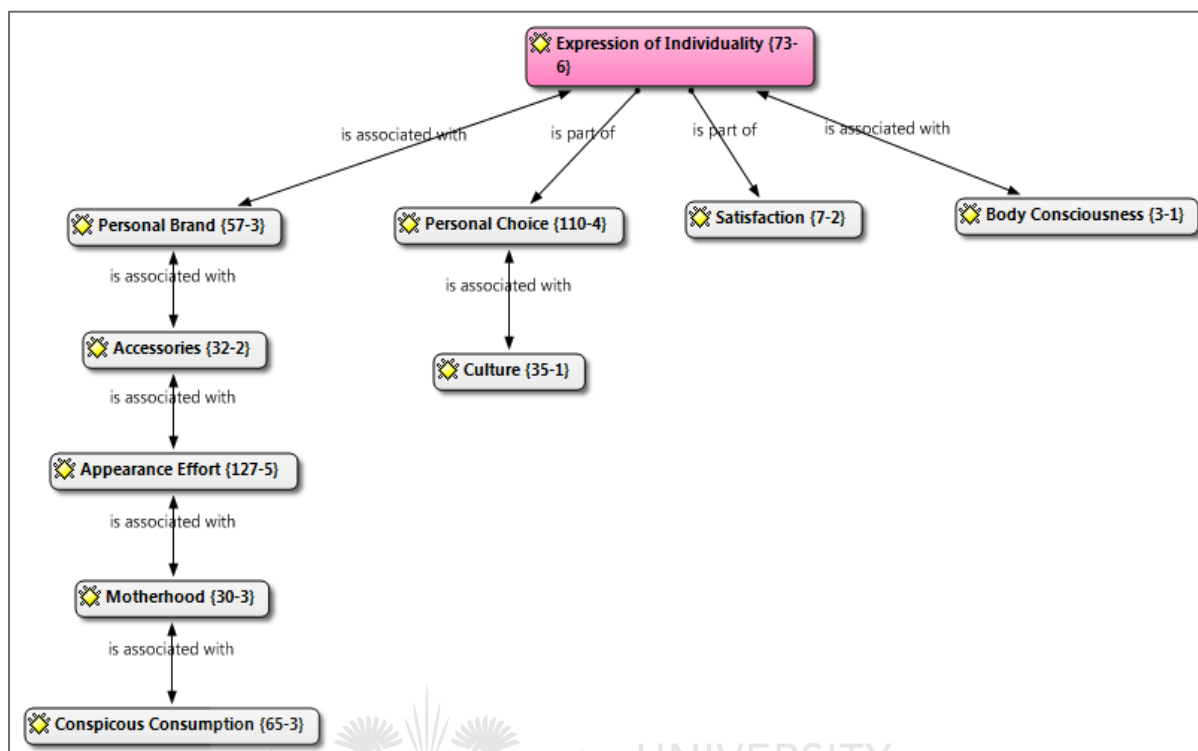 Expression of Individuality {73-
6}
is associated with
is part of
is part of
is associated with
Personal Brand {57-3}
Personal Choice {110-4}
Satisfaction {7-2}
Body Consciousness {3-1}
is associated with
is associated with
Accessories {32-2}
Culture {35-1}
is associated with
Appearance Effort {127-5}
is associated with
Motherhood {30-3}
is associated with
Conspicous Consumption {65-3}
UNIVERSITY